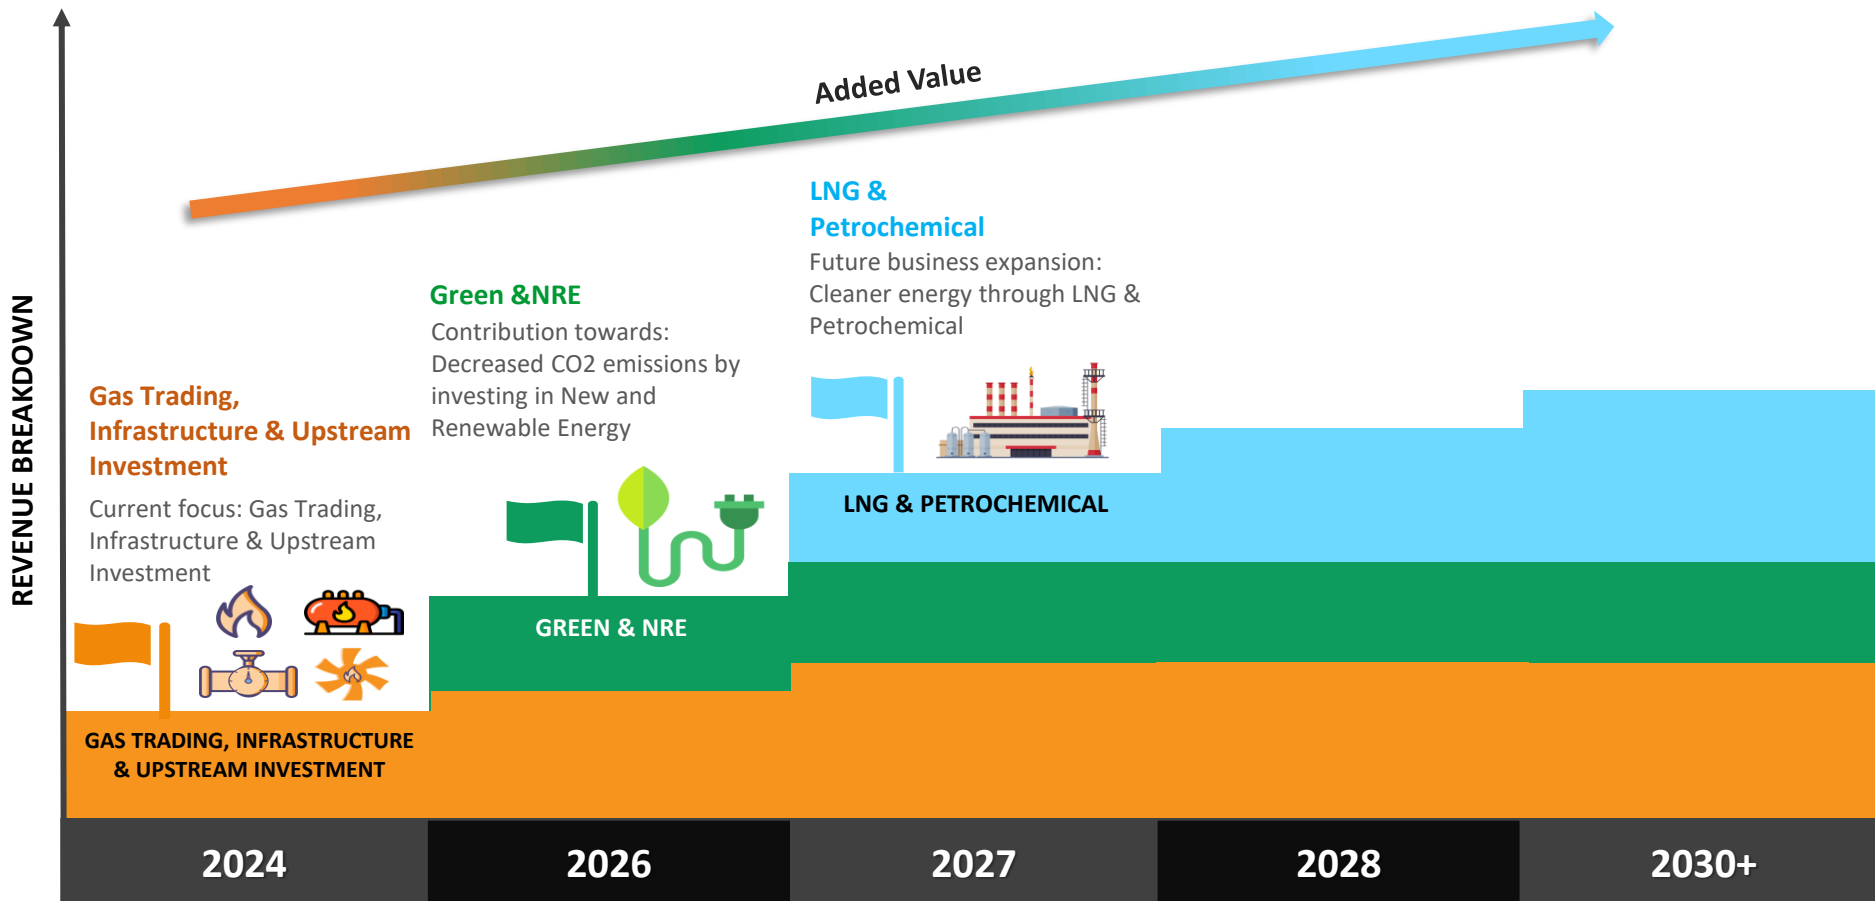 Added Value
REVENUE BREAKDOWN
Gas Trading,
Infrastructure & Upstream
Investment
Current focus: Gas Trading,
Infrastructure & Upstream
Investment
GAS TRADING, INFRASTRUCTURE
& UPSTREAM INVESTMENT
Green &NRE
Contribution towards:
Decreased CO2 emissions by
investing in New and
Renewable Energy
GREEN & NRE
LNG &
Petrochemical
Future business expansion:
Cleaner energy through LNG &
Petrochemical
LNG & PETROCHEMICAL
2024
2026
2027
2028
2030+